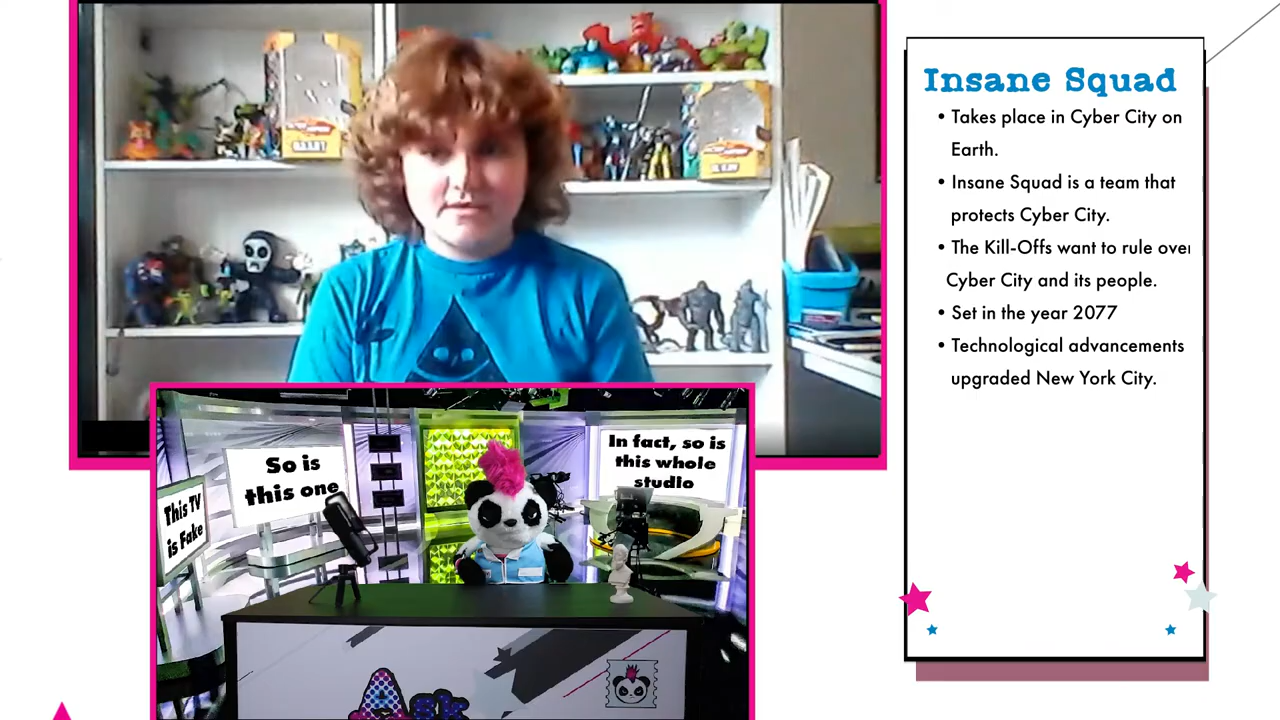 Insane Squad
• Takes place in Cyber City on
Earth.
• Insane Squad is a team that
protects Cyber City.
• The Kill-Offs want to rule over
Cyber City and its people.
• Set in the year 2077
• Technological advancements
upgraded New York City.
This TV
is Fake
So is
this one
In fact, so is
this whole
studio
Ask